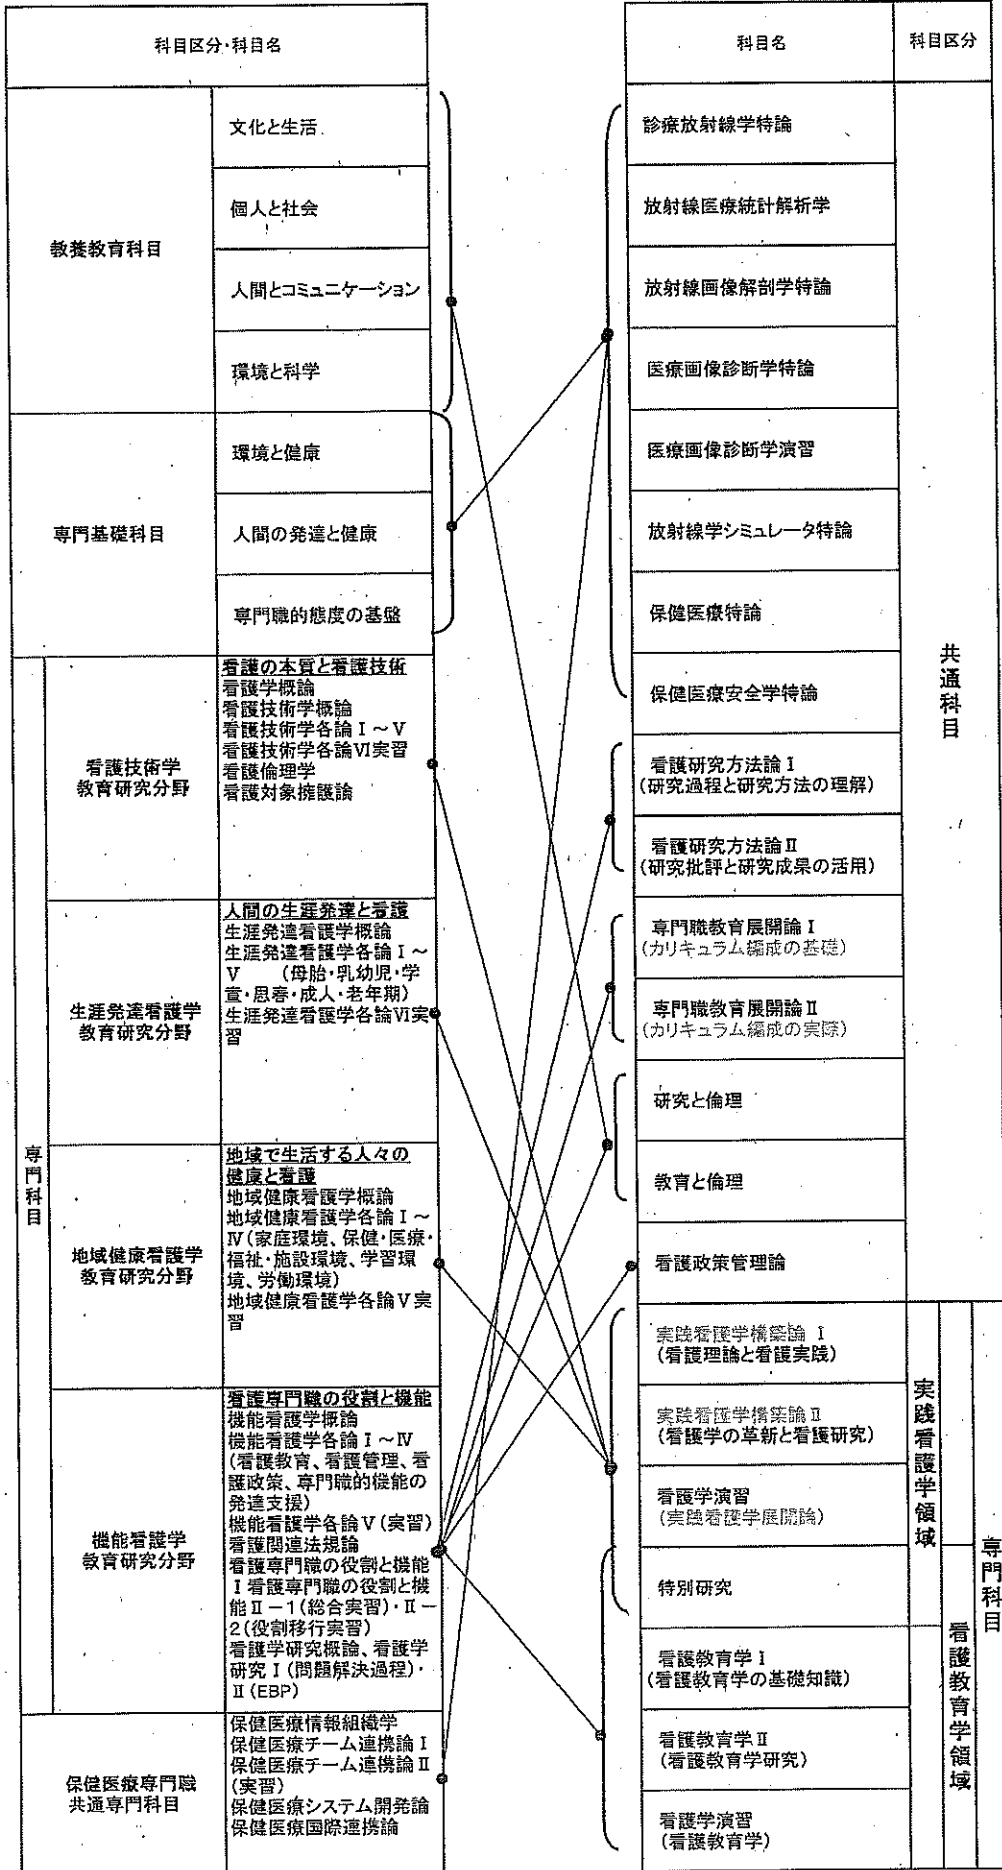 科目区分・科目名
教養教育科目
文化と生活
個人と社会
人間とコミュニケーション
環境と科学
専門基礎科目
環境と健康
人間の発達と健康
専門職的態度の基盤
専門科目
看護技術学
教育研究分野
看護の本質と看護技術
看護学概論
看護技術学概論
看護技術学各論Ⅰ～Ⅴ
看護技術学各論Ⅵ実習
看護倫理学
看護対象擁護論
生涯発達看護学
教育研究分野
人間の生涯発達と看護
生涯発達看護学概論
生涯発達看護学各論Ⅰ～
Ⅴ (母胎・乳幼児・学
童・思春・成人・老年期)
生涯発達看護学各論Ⅵ実
習
地域健康看護学
教育研究分野
地域で生活する人々の
健康と看護
地域健康看護学概論
地域健康看護学各論Ⅰ～
Ⅳ(家庭環境、保健・医療・
福祉・施設環境、学習環
境、労働環境)
地域健康看護学各論Ⅴ実
習
機能看護学
教育研究分野
看護専門職の役割と機能
機能看護学概論
機能看護学各論Ⅰ～Ⅳ
(看護教育、看護管理、看
護政策、専門職的機能の
発達支援)
機能看護学各論Ⅴ(実習)
看護関連法規論
看護専門職の役割と機能
Ⅰ看護専門職の役割と機
能Ⅱ－1(総合実習)・Ⅱ－
2(役割移行実習)
看護学研究概論、看護学
研究Ⅰ(問題解決過程)・
Ⅱ(EBP)
保健医療専門職
共通専門科目
保健医療情報組織学
保健医療チーム連携論Ⅰ
保健医療チーム連携論Ⅱ
(実習)
保健医療システム開発論
保健医療国際連携論
科目名
科目区分
診療放射線学特論
放射線医療統計解析学
放射線画像解剖学特論
医療画像診断学特論
医療画像診断学演習
放射線学シミュレータ特論
保健医療特論
保健医療安全学特論
看護研究方法論Ⅰ
(研究過程と研究方法の理解)
看護研究方法論Ⅱ
(研究批評と研究成果の活用)
専門職教育展開論Ⅰ
(カリキュラム編成の基礎)
専門職教育展開論Ⅱ
(カリキュラム編成の実際)
研究と倫理
教育と倫理
看護政策管理論
共通科目
実践看護学構築論 Ⅰ
(看護理論と看護実践)
実践看護学構築論Ⅱ
(看護学の革新と看護研究)
看護学演習
(実践看護学展開論)
特別研究
看護教育学Ⅰ
(看護教育学の基礎知識)
看護教育学Ⅱ
(看護教育学研究)
看護学演習
(看護教育学)
実践看護学領域
看護教育学領域
専門科目